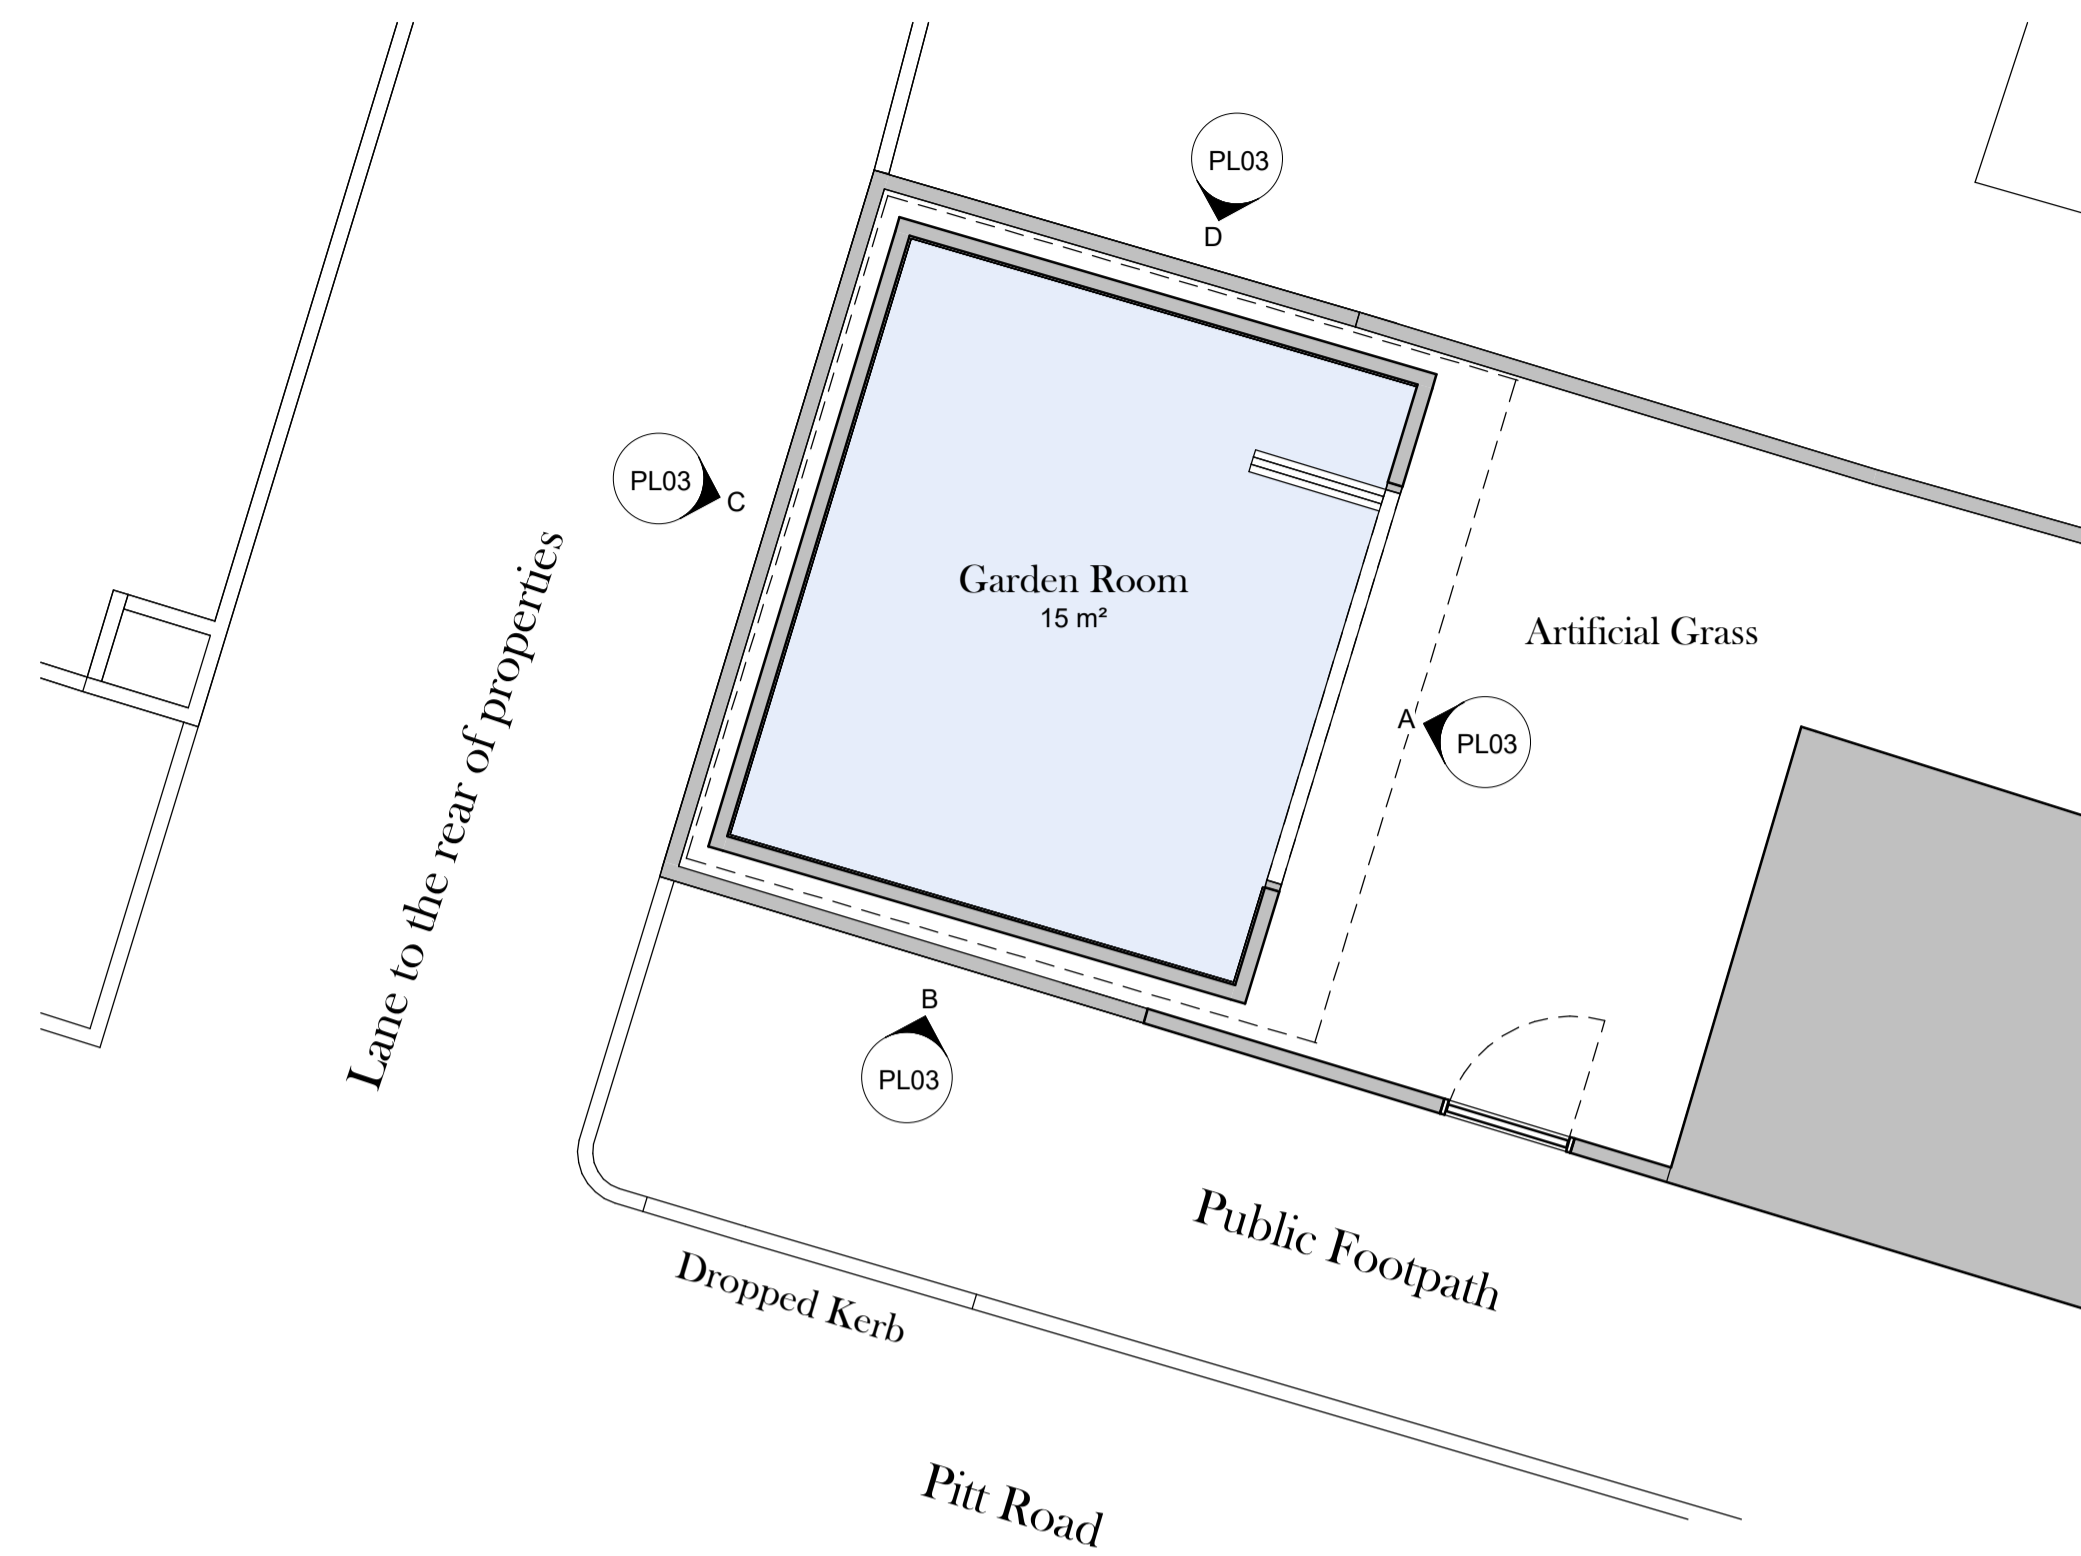 PL03
D
PL03
C
Garden Room
15 m²
Artificial Grass
A
PL03
Lane to the rear of properties
B
PL03
Public Footpath
Dropped Kerb
Pitt Road